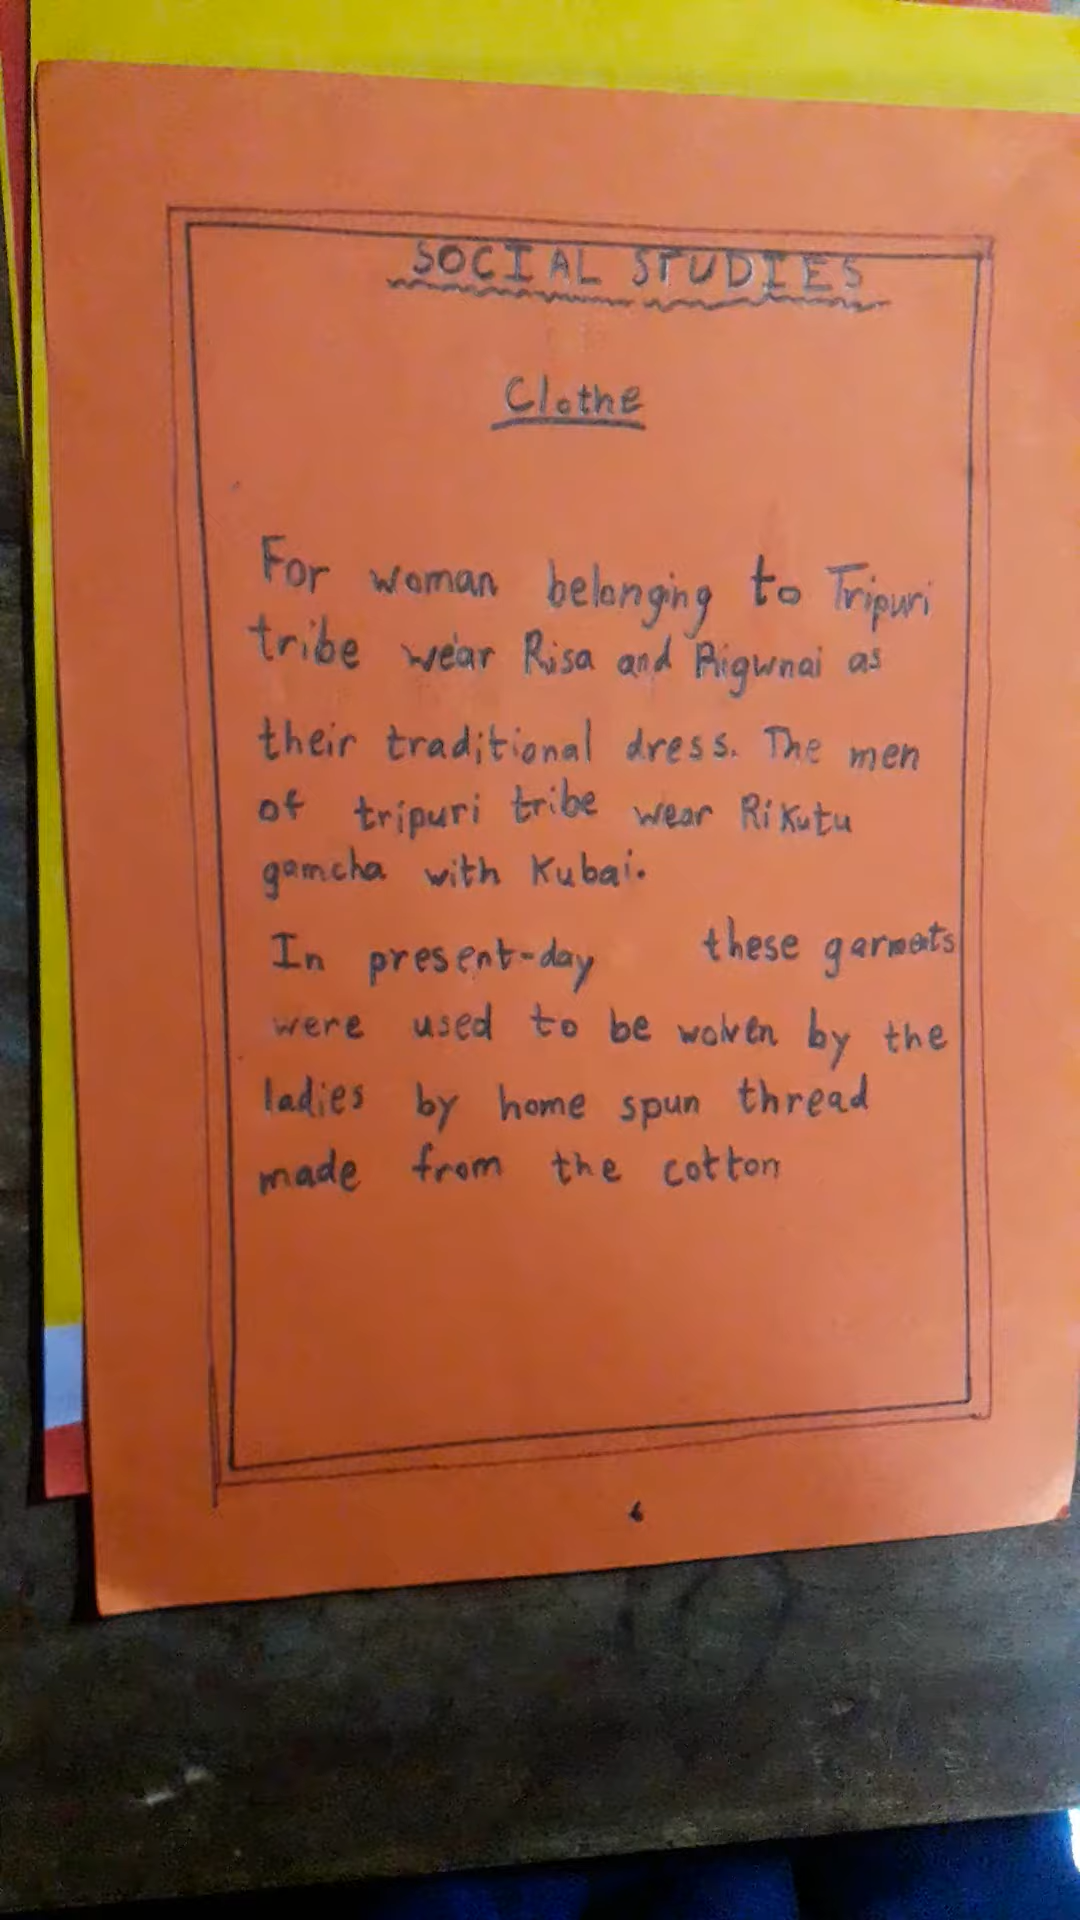 SOCIAL STUDIES
Clothe
For woman belonging to Tripuri
tribe wear Risa and Rigwnai as
their traditional dress. The men
of tripuri tribe wear Rikutu
gamcha with Kubai.
In present-day these garments
were used to be wolven by the
ladies by home spun thread
made from the cotton
6